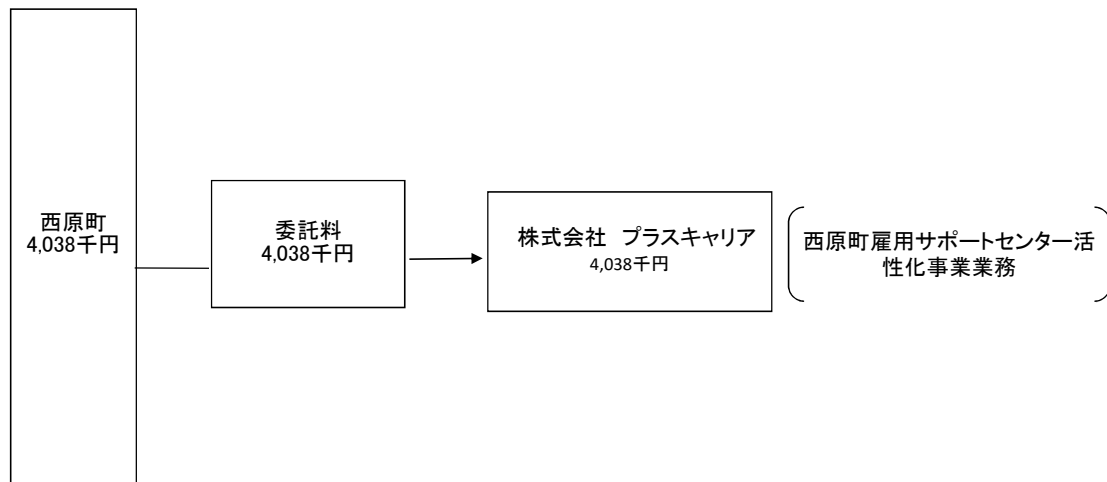 西原町
4,038千円
委託料
4,038千円
株式会社　プラスキャリア
4,038千円
西原町雇用サポートセンター活
性化事業業務